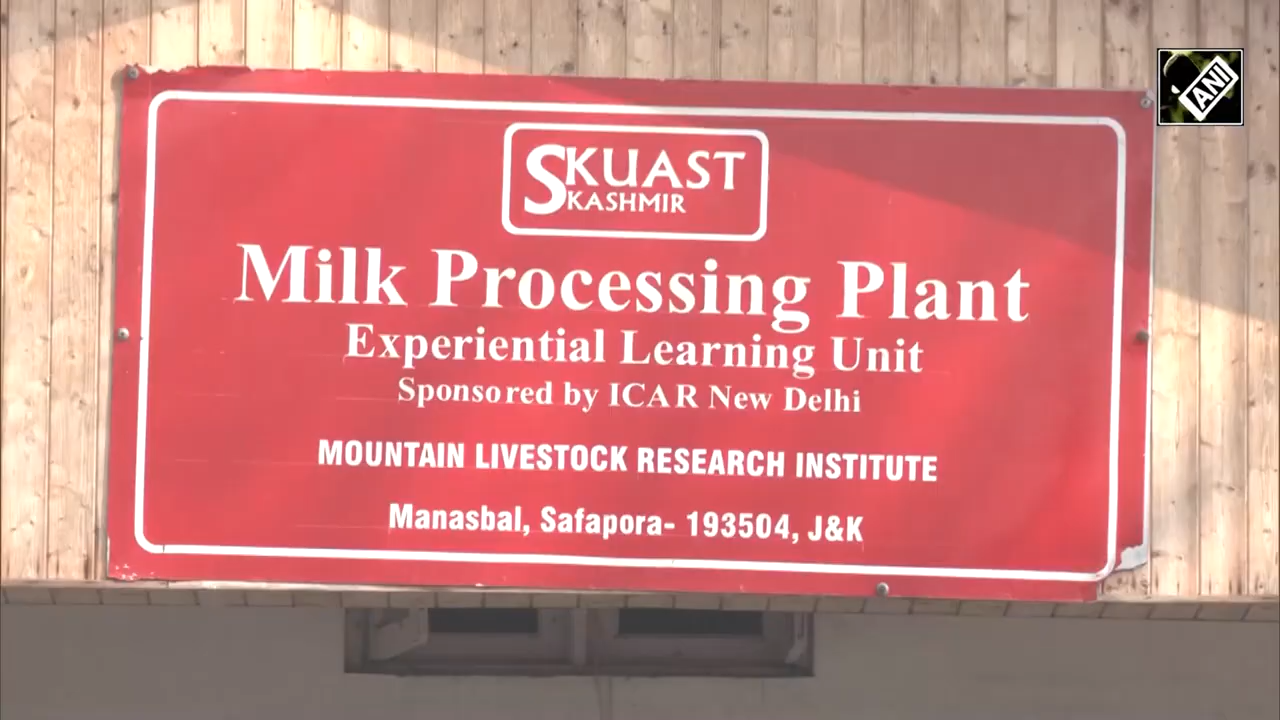 ANI
SKUAST
KASHMIR
Milk Processing Plant
Experiential Learning Unit
Sponsored by ICAR New Delhi
MOUNTAIN LIVESTOCK RESEARCH INSTITUTE
Manasbal, Safapora- 193504, J&K